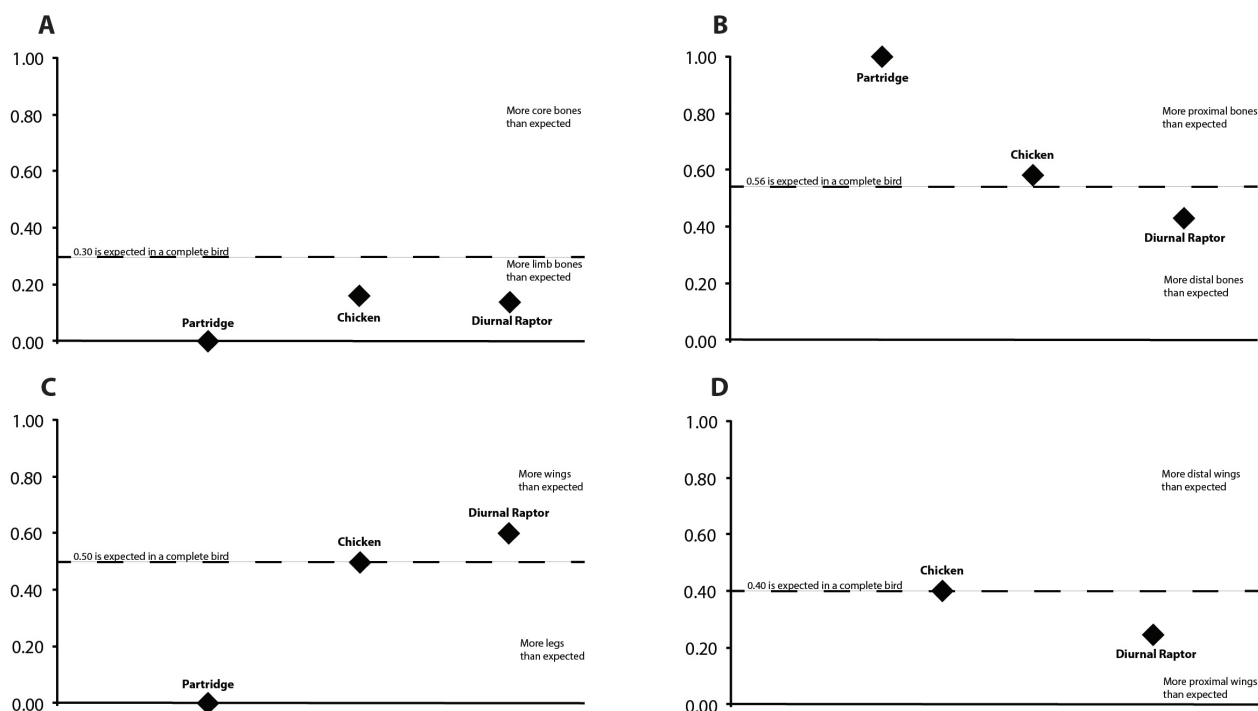 A
1.00
0.80
0.60
0.40
0.20
0.00
More core bones
than expected
0.30 is expected in a complete bird
More limb bones
than expected
Partridge
Chicken
Diurnal Raptor
B
1.00
0.80
0.60
0.40
0.20
0.00
Partridge
More proximal bones
than expected
Chicken
0.56 is expected in a complete bird
Diurnal Raptor
More distal bones
than expected
C
1.00
0.80
0.60
0.40
0.20
0.00
More wings
than expected
Diurnal Raptor
Chicken
0.50 is expected in a complete bird
More legs
than expected
Partridge
D
1.00
0.80
0.60
0.40
0.20
0.00
More distal wings
than expected
Chicken
0.40 is expected in a complete bird
Diurnal Raptor
More proximal wings
than expected